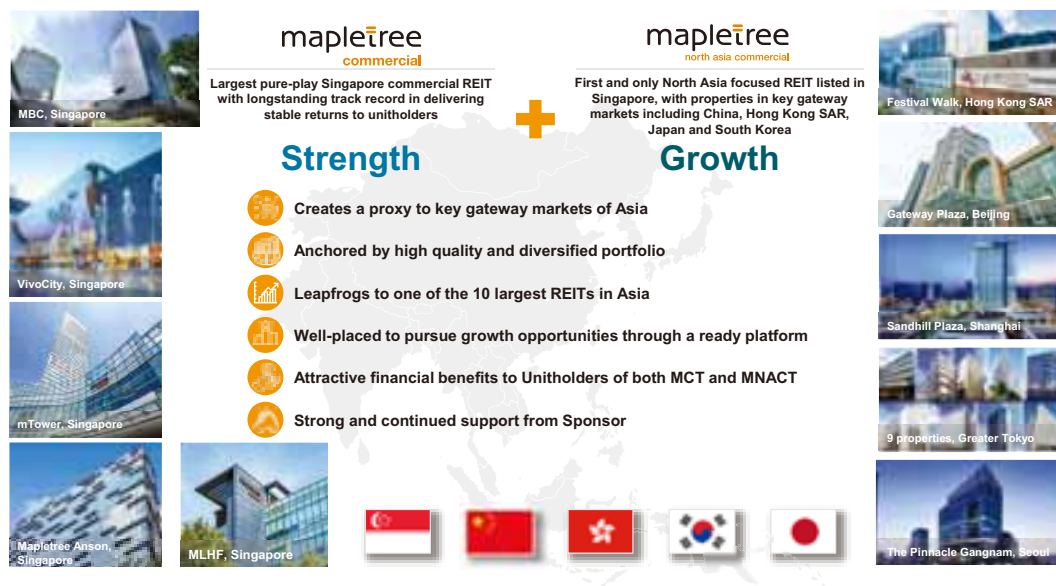 mapletree
commercial
Largest pure-play Singapore commercial REIT
with longstanding track record in delivering
stable returns to unitholders
mapletree
north asia commercial
First and only North Asia focused REIT listed in
Singapore, with properties in key gateway
markets including China, Hong Kong SAR,
Japan and South Korea
Strength
Growth
Creates a proxy to key gateway markets of Asia
Anchored by high quality and diversified portfolio
Leapfrogs to one of the 10 largest REITs in Asia
Well-placed to pursue growth opportunities through a ready platform
Attractive financial benefits to Unitholders of both MCT and MNACT
Strong and continued support from Sponsor
MBC, Singapore
VivoCity, Singapore
mTower, Singapore
Mapletree Anson,
Singapore
MLHF, Singapore
Festival Walk, Hong Kong SAR
Gateway Plaza, Beijing
Sandhill Plaza, Shanghai
9 properties, Greater Tokyo
The Pinnacle Gangnam, Seoul